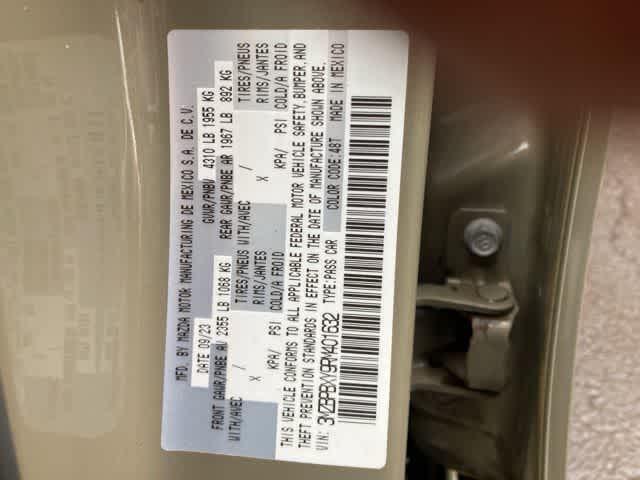 MFD. BY MAZDA MOTOR MANUFACTURING DE MEXICO S.A. DE C.V.
DATE 09/23 GVWR/PNBV 4310 LB 1955 KG
FRONT GAWR/PNBE AV 2355 LB 1068 KG REAR GAWR/PNBE AR 1967 LB 892 KG
WITH/AVEC TIRES/PNEUS WITH/AVEC TIRES/PNEUS
X RIMS/JANTES X RIMS/JANTES
KPA/ PSI COLD/A FROID KPA/ PSI COLD/A FROID
THIS VEHICLE CONFORMS TO ALL APPLICABLE FEDERAL MOTOR VEHICLE SAFETY, BUMPER, AND
THEFT PREVENTION STANDARDS IN EFFECT ON THE DATE OF MANUFACTURE SHOWN ABOVE.
VIN: 3MZBPBXY9RM401632 TYPE:PASS CAR COLOR CODE:48T MADE IN MEXICO